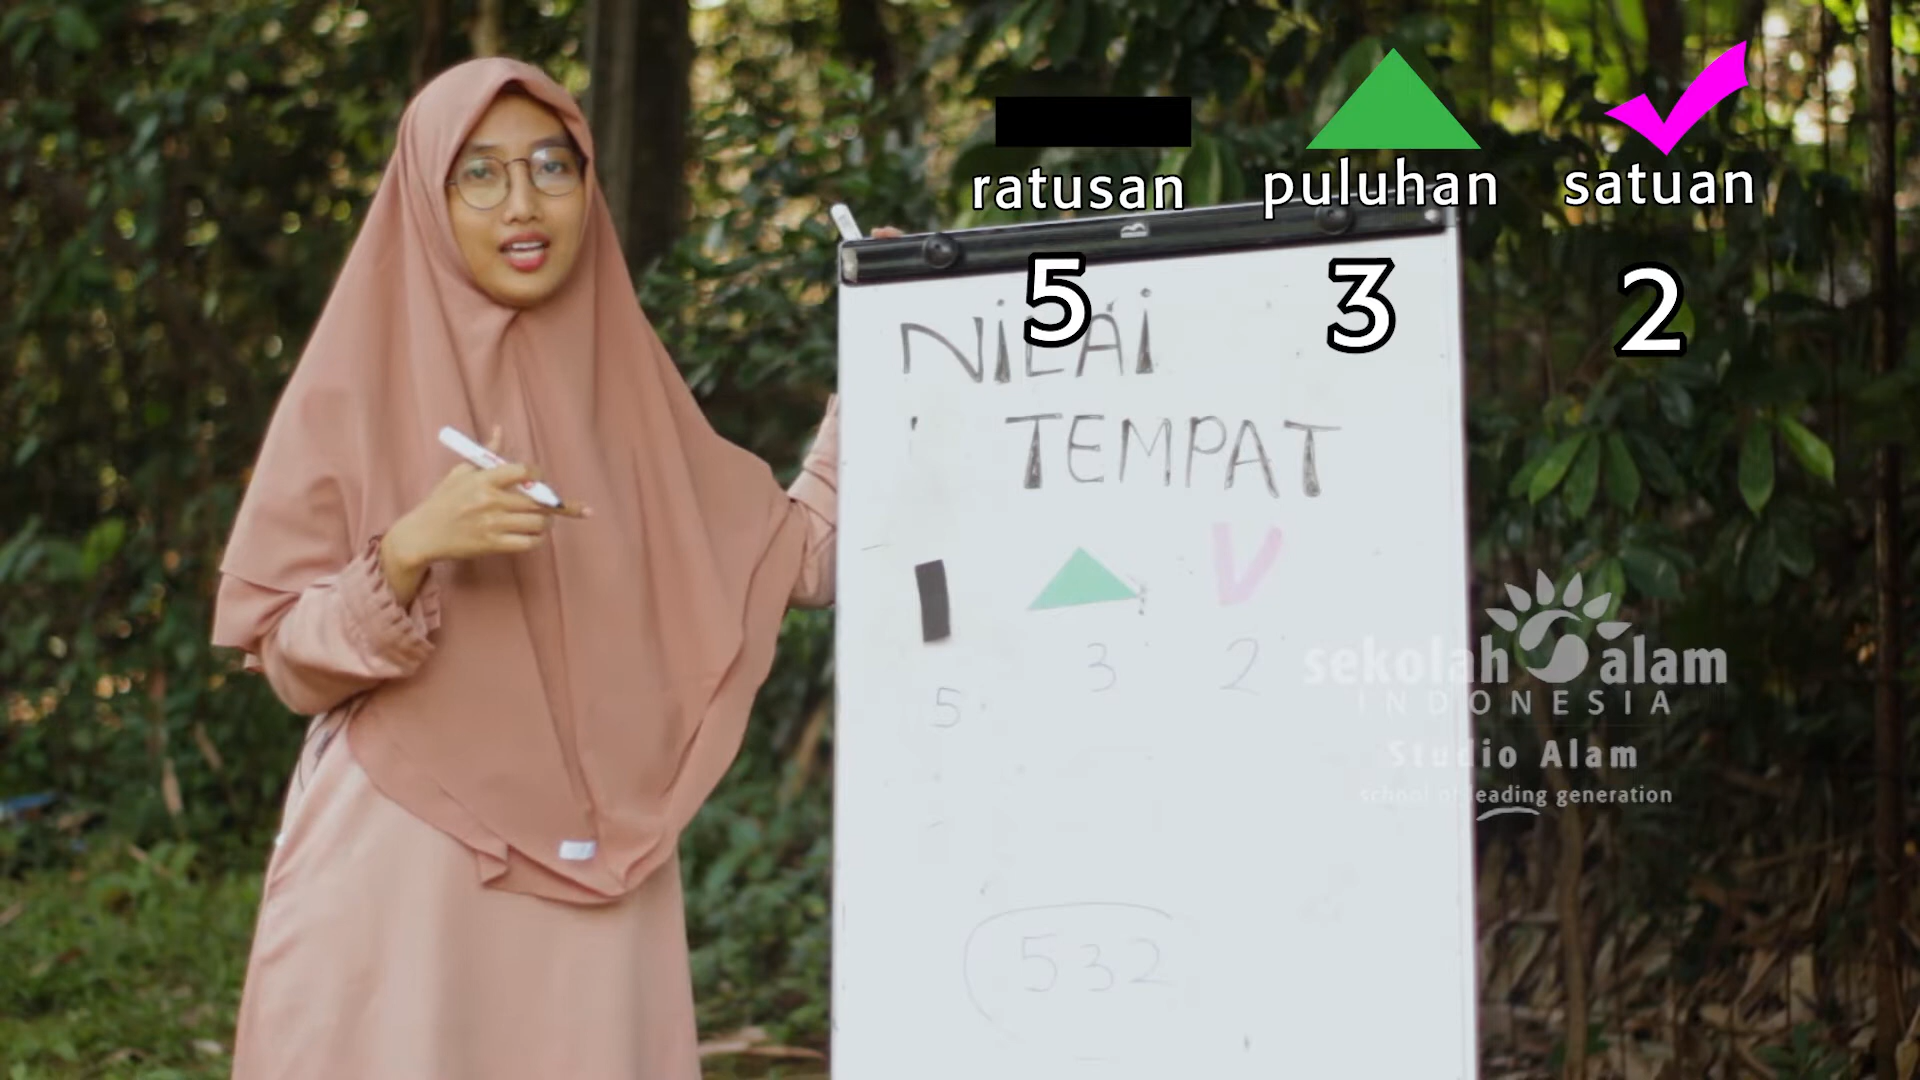 ratusan puluhan satuan
5 3 2
NiLAi
TEMPAT
5 3 2
532
sekolah alam
INDONESIA
Studio Alam
school of leading generation